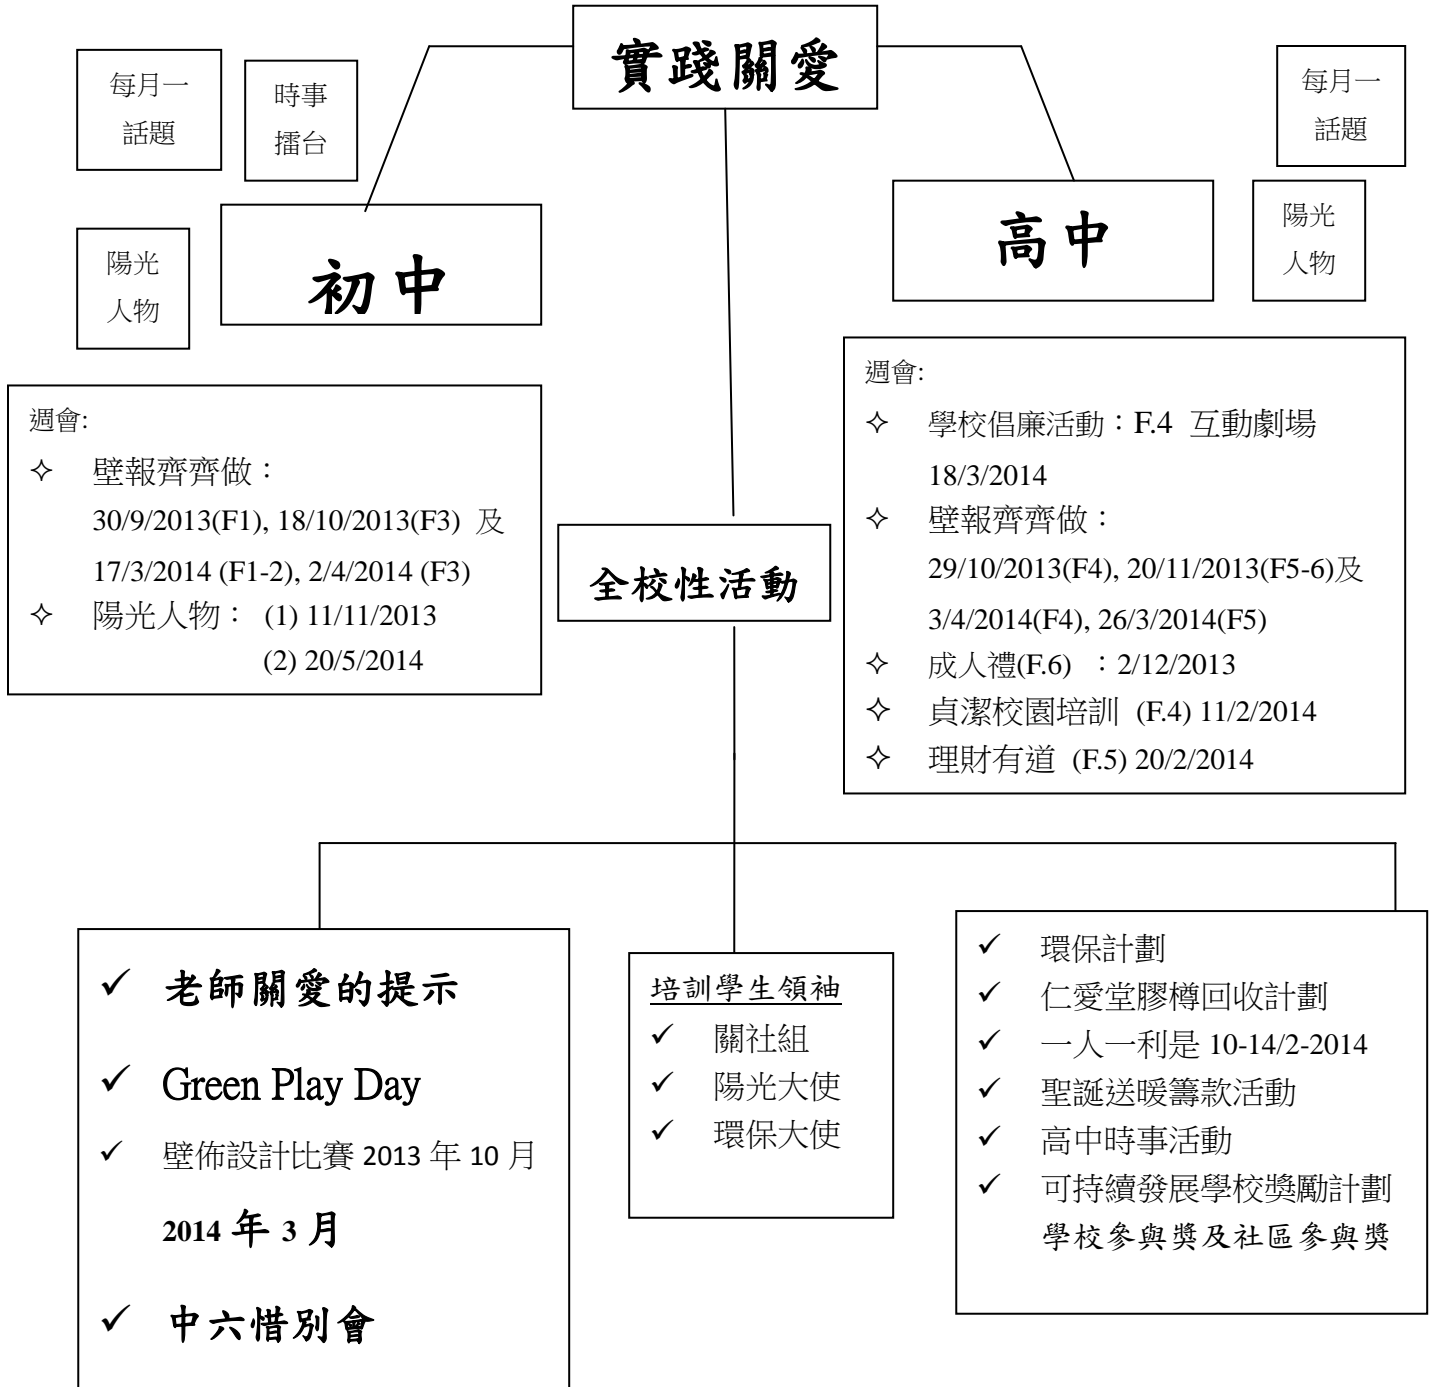 實踐關愛
每月一
話題
時事
擂台
陽光
人物
初中
每月一
話題
陽光
人物
高中
週會:
✧ 壁報齊齊做：
30/9/2013(F1), 18/10/2013(F3) 及
17/3/2014 (F1-2), 2/4/2014 (F3)
✧ 陽光人物： (1) 11/11/2013
(2) 20/5/2014
週會:
✧ 學校倡廉活動：F.4 互動劇場
18/3/2014
✧ 壁報齊齊做：
29/10/2013(F4), 20/11/2013(F5-6)及
3/4/2014(F4), 26/3/2014(F5)
✧ 成人禮(F.6) ：2/12/2013
✧ 貞潔校園培訓 (F.4) 11/2/2014
✧ 理財有道 (F.5) 20/2/2014
全校性活動
✓ 老師關愛的提示
✓ Green Play Day
✓ 壁佈設計比賽 2013 年 10 月
2014 年 3 月
✓ 中六惜別會
培訓學生領袖
✓ 關社組
✓ 陽光大使
✓ 環保大使
✓ 環保計劃
✓ 仁愛堂膠樽回收計劃
✓ 一人一利是 10-14/2-2014
✓ 聖誕送暖籌款活動
✓ 高中時事活動
✓ 可持續發展學校獎勵計劃
學校參與獎及社區參與獎